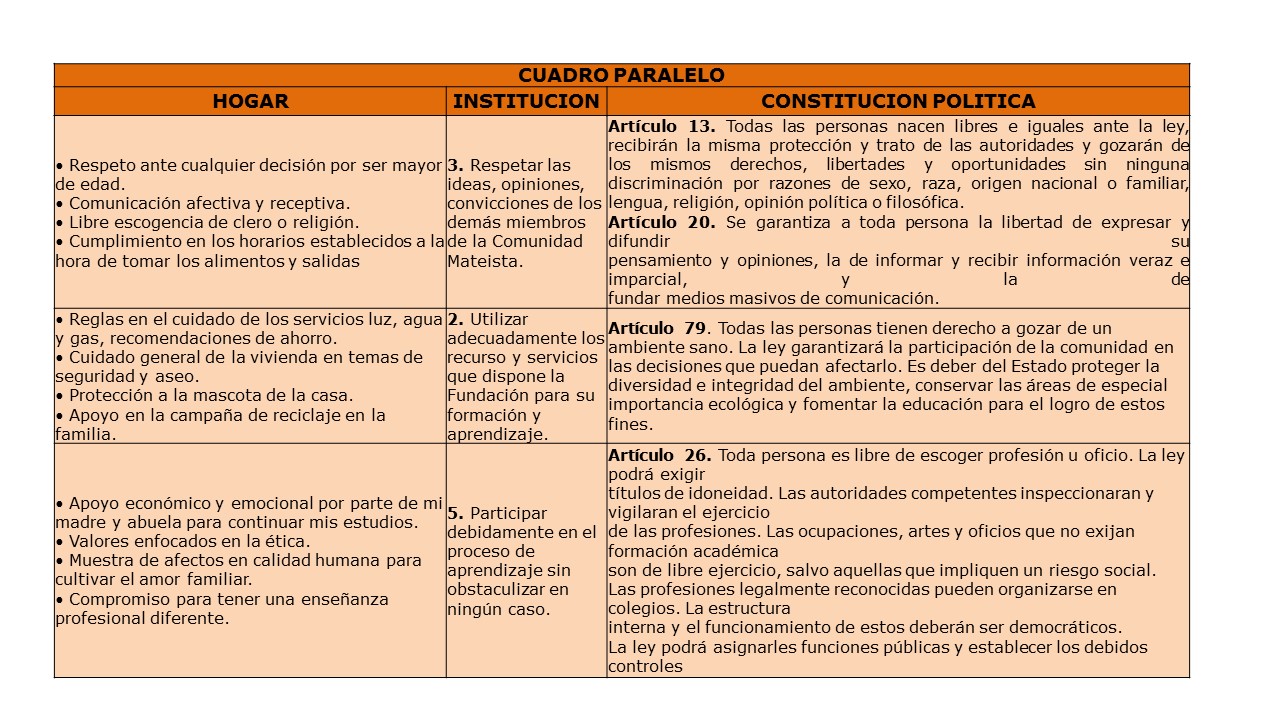 CUADRO PARALELO
HOGAR
INSTITUCION
CONSTITUCION POLITICA
• Respeto ante cualquier decisión por ser mayor
de edad.
• Comunicación afectiva y receptiva.
• Libre escogencia de clero o religión.
• Cumplimiento en los horarios establecidos a la
hora de tomar los alimentos y salidas
3. Respetar las
ideas, opiniones,
convicciones de los
demás miembros
de la Comunidad
Mateista.
Artículo 13. Todas las personas nacen libres e iguales ante la ley,
recibirán la misma protección y trato de las autoridades y gozarán de
los mismos derechos, libertades y oportunidades sin ninguna
discriminación por razones de sexo, raza, origen nacional o familiar,
lengua, religión, opinión política o filosófica.
Artículo 20. Se garantiza a toda persona la libertad de expresar y
difundir su
pensamiento y opiniones, la de informar y recibir información veraz e
imparcial, y la de
fundar medios masivos de comunicación.
• Reglas en el cuidado de los servicios luz, agua
y gas, recomendaciones de ahorro.
• Cuidado general de la vivienda en temas de
seguridad y aseo.
• Protección a la mascota de la casa.
• Apoyo en la campaña de reciclaje en la
familia.
2. Utilizar
adecuadamente los
recurso y servicios
que dispone la
Fundación para su
formación y
aprendizaje.
Artículo 79. Todas las personas tienen derecho a gozar de un
ambiente sano. La ley garantizará la participación de la comunidad en
las decisiones que puedan afectarlo. Es deber del Estado proteger la
diversidad e integridad del ambiente, conservar las áreas de especial
importancia ecológica y fomentar la educación para el logro de estos
fines.
• Apoyo económico y emocional por parte de mi
madre y abuela para continuar mis estudios.
• Valores enfocados en la ética.
• Muestra de afectos en calidad humana para
cultivar el amor familiar.
• Compromiso para tener una enseñanza
profesional diferente.
5. Participar
debidamente en el
proceso de
aprendizaje sin
obstaculizar en
ningún caso.
Artículo 26. Toda persona es libre de escoger profesión u oficio. La ley
podrá exigir
títulos de idoneidad. Las autoridades competentes inspeccionaran y
vigilaran el ejercicio
de las profesiones. Las ocupaciones, artes y oficios que no exijan
formación académica
son de libre ejercicio, salvo aquellas que impliquen un riesgo social.
Las profesiones legalmente reconocidas pueden organizarse en
colegios. La estructura
interna y el funcionamiento de estos deberán ser democráticos.
La ley podrá asignarles funciones públicas y establecer los debidos
controles